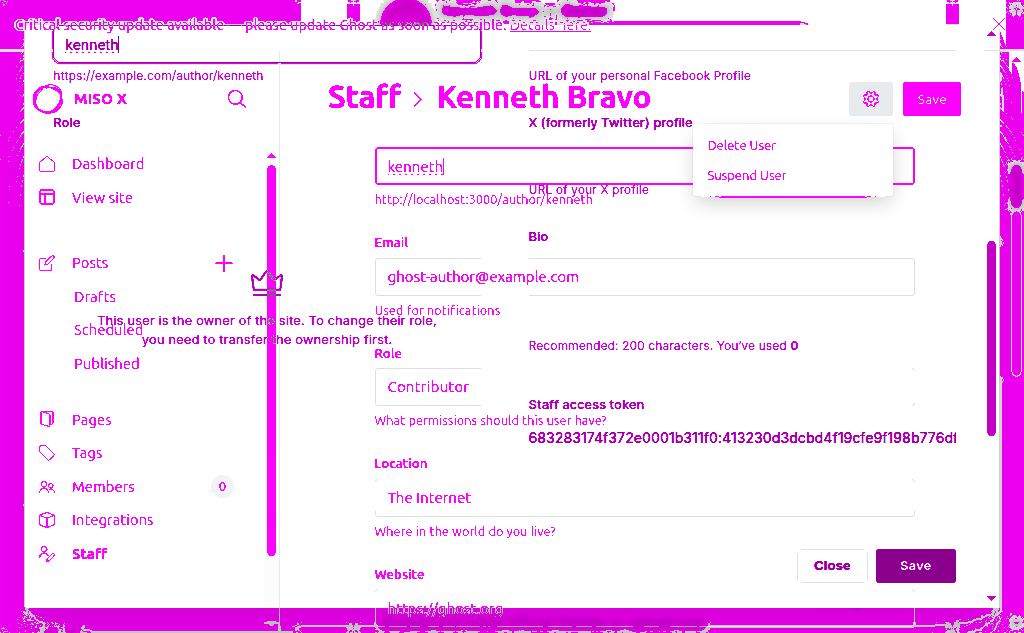 Critical security update available — please update Ghost as soon as possible. Details here.
kenneth
https://example.com/author/kenneth
URL of your personal Facebook Profile
MISO X
Staff > Kenneth Bravo
Save
Role
X (formerly Twitter) profile
Delete User
Dashboard
kenneth
Suspend User
View site
http://localhost:3000/author/kenneth
URL of your X profile
Email
Bio
Posts
ghost-author@example.com
Drafts
Used for notifications
This user is the owner of the site. To change their role,
you need to transfer the ownership first.
Scheduled
Role
Recommended: 200 characters. You've used 0
Published
Contributor
Staff access token
Pages
What permissions should this user have?
683283174f372e0001b311f0:413230d3dcbd4f19cfe9f198b776df
Tags
Location
Members
0
The Internet
Integrations
Where in the world do you live?
Staff
Close
Save
Website
https://ghost.org